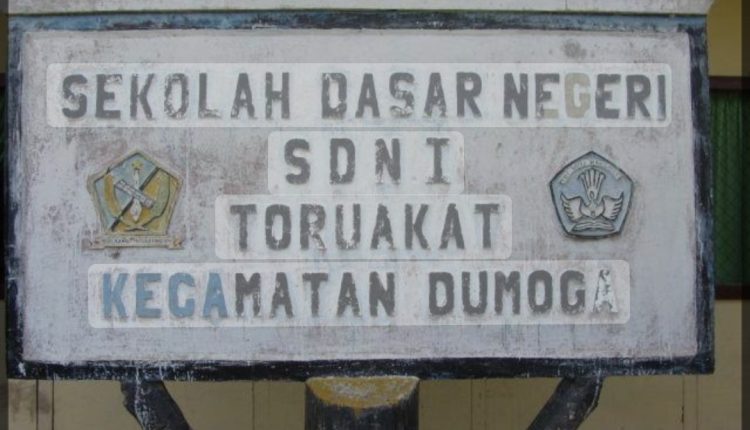 SEKOLAH DASAR NEGERI
SDN I
TORUAKAT
KECAMATAN DUMOGA